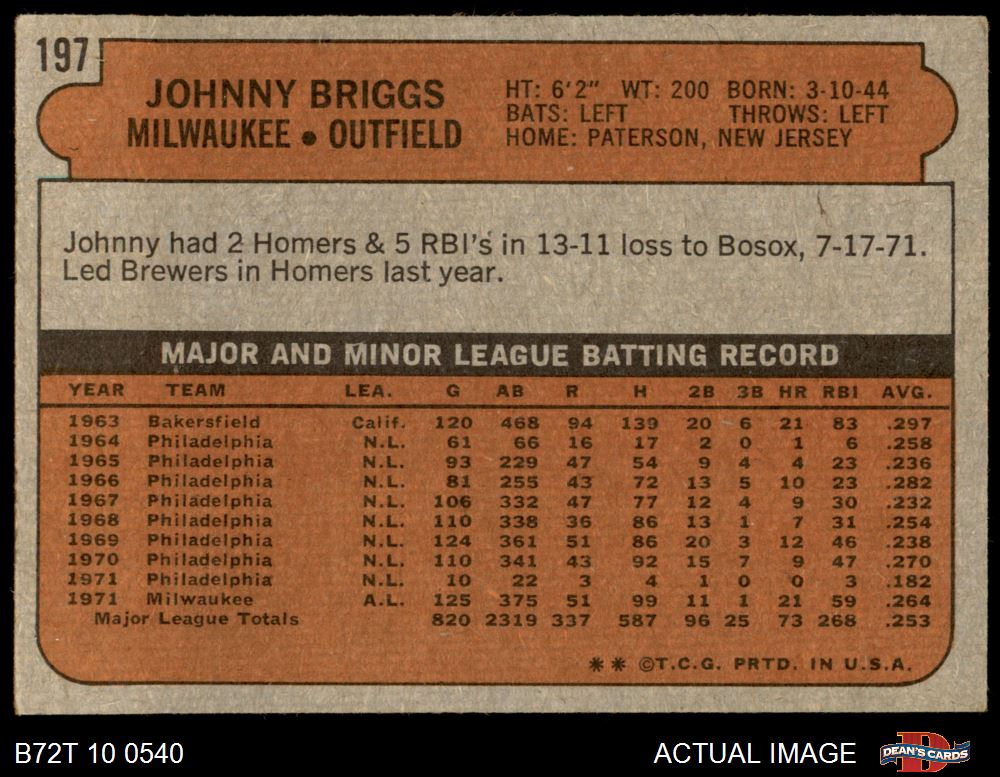 197
JOHNNY BRIGGS
MILWAUKEE • OUTFIELD
HT: 6'2" WT: 200 BORN: 3-10-44
BATS: LEFT THROWS: LEFT
HOME: PATERSON, NEW JERSEY
Johnny had 2 Homers & 5 RBI's in 13-11 loss to Bosox, 7-17-71.
Led Brewers in Homers last year.
MAJOR AND MINOR LEAGUE BATTING RECORD
YEAR TEAM LEA. G AB R H 2B 3B HR RBI AVG.
1963 Bakersfield Calif. 120 468 94 139 20 6 21 83 .297
1964 Philadelphia N.L. 61 66 16 17 2 0 1 6 .258
1965 Philadelphia N.L. 93 229 47 54 9 4 4 23 .236
1966 Philadelphia N.L. 81 255 43 72 13 5 10 23 .282
1967 Philadelphia N.L. 106 332 47 77 12 4 9 30 .232
1968 Philadelphia N.L. 110 338 36 86 13 1 7 31 .254
1969 Philadelphia N.L. 124 361 51 86 20 3 12 46 .238
1970 Philadelphia N.L. 110 341 43 92 15 7 9 47 .270
1971 Philadelphia N.L. 10 22 3 4 1 0 0 3 .182
1971 Milwaukee A.L. 125 375 51 99 11 1 21 59 .264
Major League Totals 820 2319 337 587 96 25 73 268 .253
** ©T.C.G. PRTD. IN U.S.A.
B72T 10 0540 ACTUAL IMAGE DEAN'S CARDS